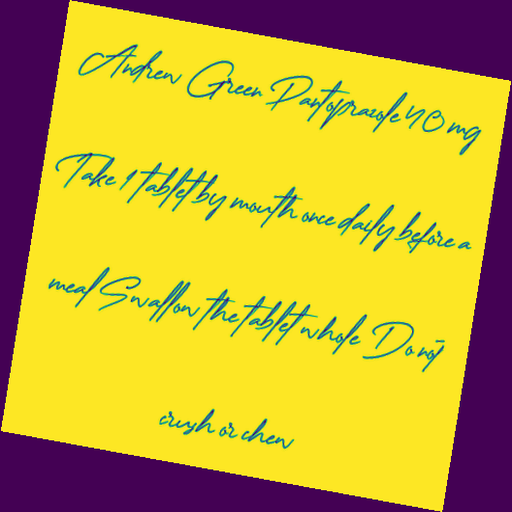 Andrew Green Pantoprazole 40 mg
Take 1 tablet by mouth once daily before a
meal Swallow the tablet whole Do not
crush or chew